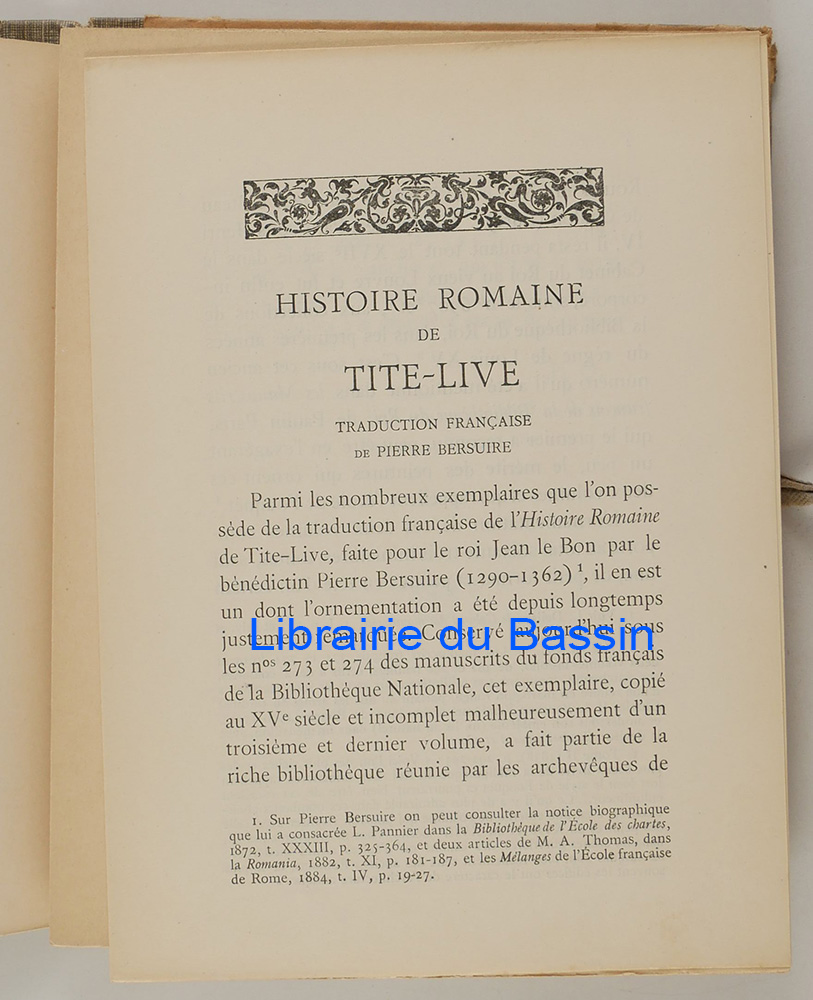 HISTOIRE ROMAINE
DE
TITE-LIVE
TRADUCTION FRANÇAISE
DE PIERRE BERSUIRE
Parmi les nombreux exemplaires que l'on pos-
sède de la traduction française de l'Histoire Romaine
de Tite-Live, faite pour le roi Jean le Bon par le
bénédictin Pierre Bersuire (1290-1362) ¹, il en est
un dont l'ornementation a été depuis longtemps
justement remarquée. Conservé aujourd'hui sous
Librairie du Bassin
les nos 273 et 274 des manuscrits du fonds français
de la Bibliothèque Nationale, cet exemplaire, copié
au XVe siècle et incomplet malheureusement d'un
troisième et dernier volume, a fait partie de la
riche bibliothèque réunie par les archevêques de
1. Sur Pierre Bersuire on peut consulter la notice biographique
que lui a consacrée L. Pannier dans la Bibliothèque de l'École des chartes,
1872, t. XXXIII, p. 325-364, et deux articles de M. A. Thomas, dans
la Romania, 1882, t. XI, p. 181-187, et les Mélanges de l'École française
de Rome, 1884, t. IV, p. 19-27.